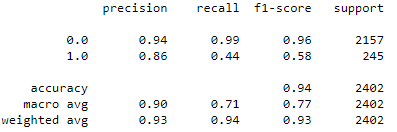 precision recall f1-score support
0.0 0.94 0.99 0.96 2157
1.0 0.86 0.44 0.58 245
accuracy 0.94 2402
macro avg 0.90 0.71 0.77 2402
weighted avg 0.93 0.94 0.93 2402